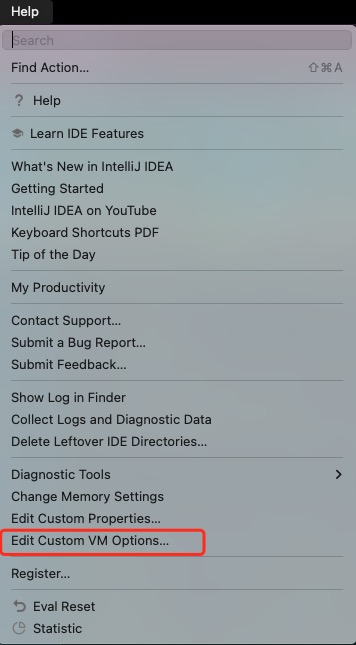 Help
Search
Find Action... ⇧⌘A
? Help
Learn IDE Features
What's New in IntelliJ IDEA
Getting Started
IntelliJ IDEA on YouTube
Keyboard Shortcuts PDF
Tip of the Day
My Productivity
Contact Support...
Submit a Bug Report...
Submit Feedback...
Show Log in Finder
Collect Logs and Diagnostic Data
Delete Leftover IDE Directories...
Diagnostic Tools
Change Memory Settings
Edit Custom Properties...
Edit Custom VM Options...
Register...
Eval Reset
Statistic